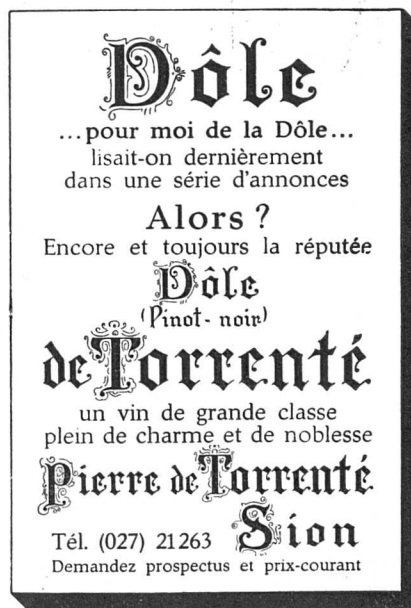 Dôle
...pour moi de la Dôle...
lisait-on dernièrement
dans une série d'annonces
Alors ?
Encore et toujours la réputée
Dôle
(Pinot-noir)
de Torrenté
un vin de grande classe
plein de charme et de noblesse
Pierre de Torrenté
Sion
Tél. (027) 21263
Demandez prospectus et prix-courant